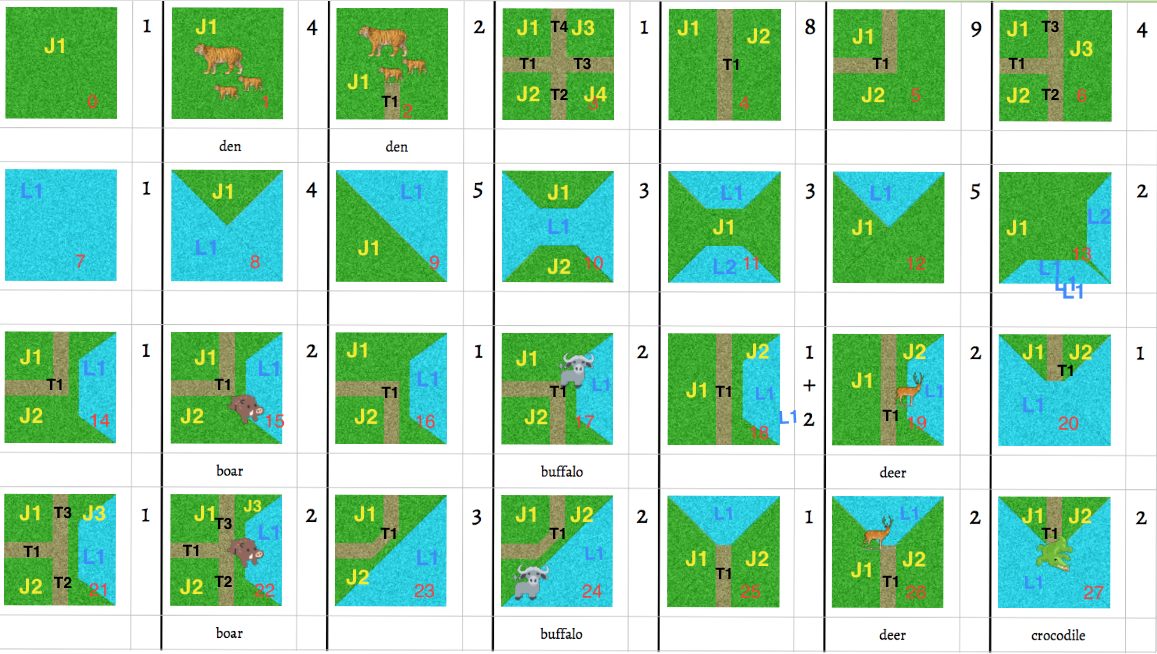 J1
0
1
J1
1
4
J1
T1
2
2
J1 T4 J3
T1 T3
J2 T2 J4
3
1
J1 J2
T1
4
8
J1
T1
J2 5
9
J1 T3
T1 J3
J2 T2 6
4
den
den
L1
7
1
J1
L1 8
4
L1
J1 9
5
J1
L1
J2 10
3
L1
J1
L2 11
3
L1
J1
12
5
J1 L2
13
L1
L1
L1
2
J1
T1 L1
J2 14
1
J1
T1 L1
J2 15
2
J1
T1 L1
16
1
J1
T1 L1
J2 17
2
J2
J1 T1 L1
18 L1
1
+
2
J2
J1 L1
T1 19
2
J1 J2
T1
L1 20
1
boar
buffalo
deer
J1 T3 J3
T1 L1
J2 T2 21
1
J1 T3 J3
T1 L1
J2 T2 22
2
J1
T1
J2 L1
23
3
J1 J2
T1
L1
24
2
L1
J1 J2
T1
25
1
L1
J1 J2
T1 26
2
J1 J2
T1
L1 27
2
boar
buffalo
deer
crocodile